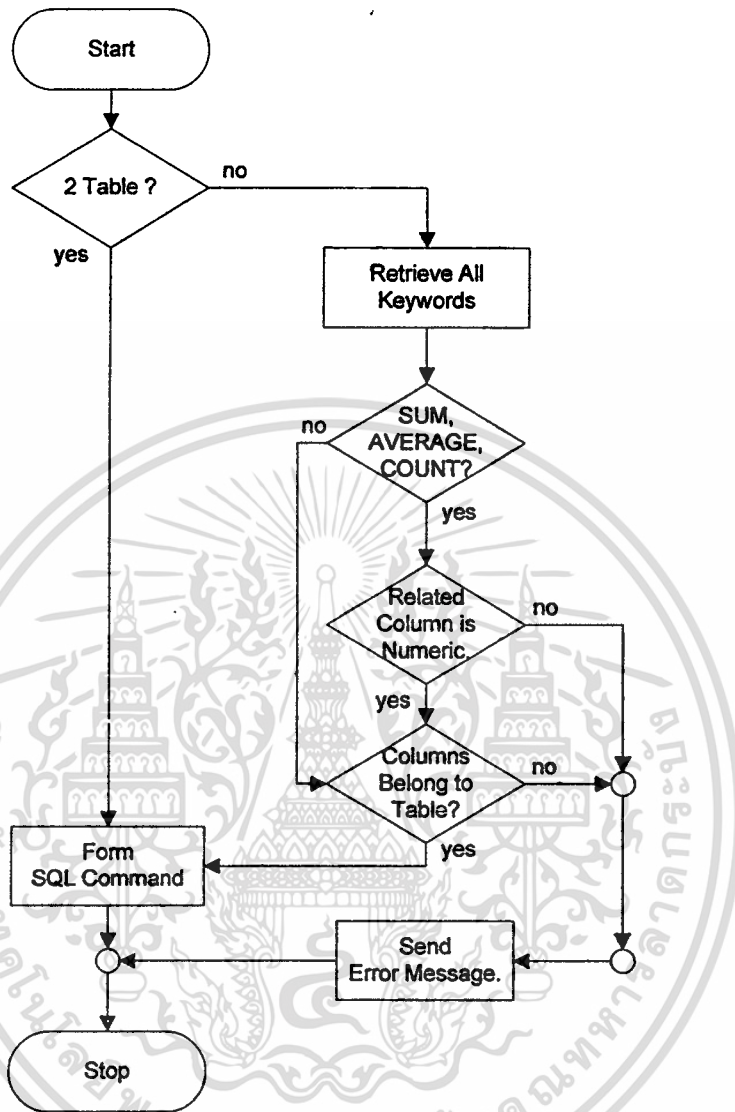 Start
2 Table ?
no
yes
Retrieve All
Keywords
no
SUM,
AVERAGE,
COUNT?
yes
Related
Column is
Numeric.
no
yes
Columns
Belong to
Table?
no
yes
Form
SQL Command
Send
Error Message.
Stop